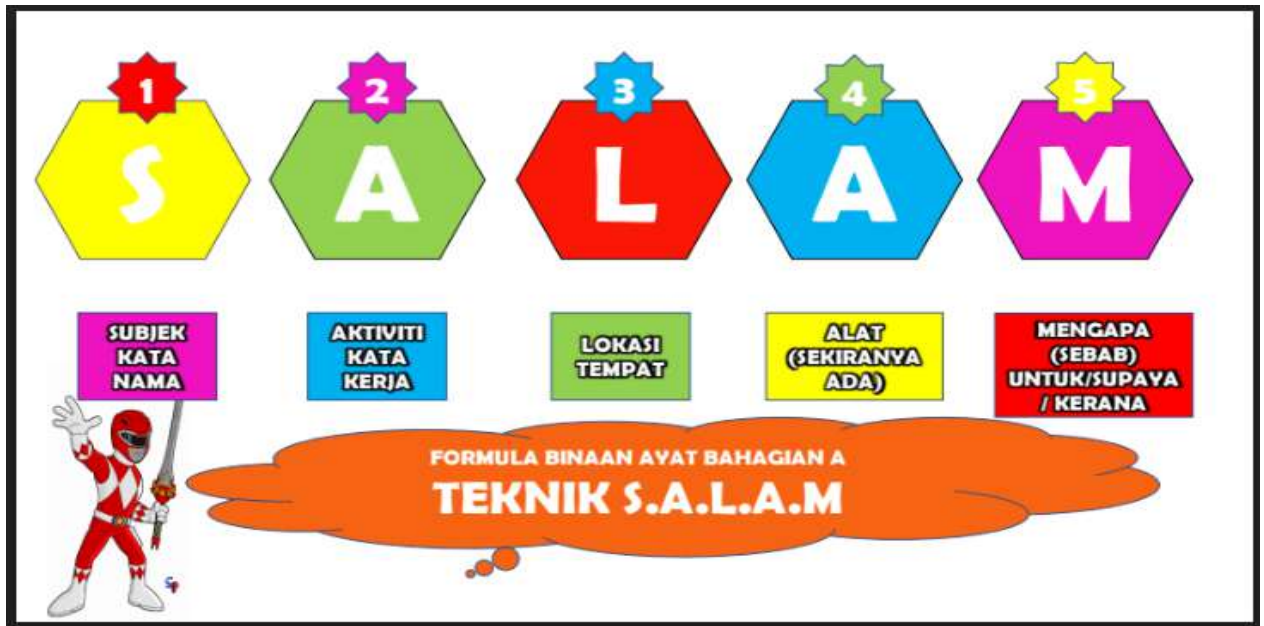 1
2
3
4
5
S
A
L
A
M
SUBJEK
KATA
NAMA
AKTIVITI
KATA
KERJA
LOKASI
TEMPAT
ALAT
(SEKIRANYA
ADA)
MENGAPA
(SEBAB)
UNTUK/SUPAYA
/ KERANA
FORMULA BINAAN AYAT BAHAGIAN A
TEKNIK S.A.L.A.M